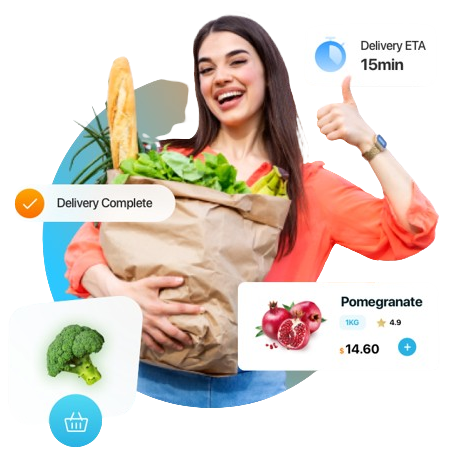 Delivery ETA
15min
Delivery Complete
Pomegranate
1KG 4.9
$ 14.60